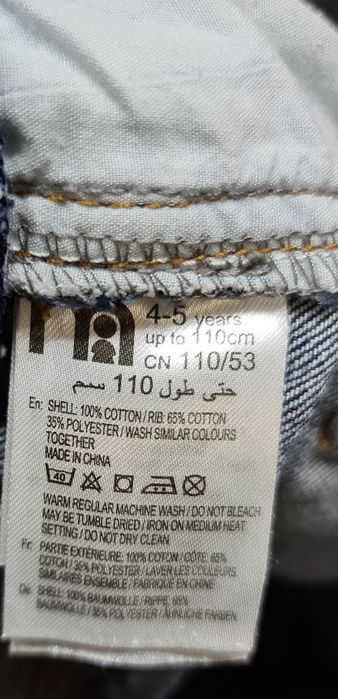 4-5 years
up to 110cm
CN 110/53
حتى طول 110 سم
En: SHELL: 100% COTTON / RIB: 65% COTTON
35% POLYESTER / WASH SIMILAR COLOURS
TOGETHER
MADE IN CHINA
40
WARM REGULAR MACHINE WASH / DO NOT BLEACH
MAY BE TUMBLE DRIED / IRON ON MEDIUM HEAT
SETTING / DO NOT DRY CLEAN
Fr: PARTIE EXTÉRIEURE: 100% COTON / CÔTE: 65%
COTON / 35% POLYESTER / LAVER LES COULEURS
SIMILAIRES ENSEMBLE / FABRIQUÉ EN CHINE
De: SHELL: 100% BAUMWOLLE / RIPPE: 65%
BAUMWOLLE / 35% POLYESTER / ÄHNLICHE FARBEN